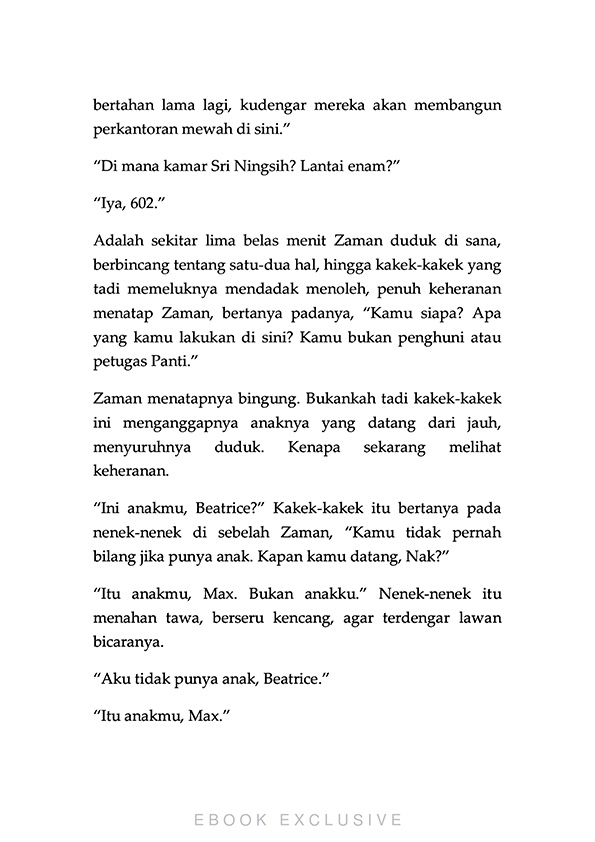 bertahan lama lagi, kudengar mereka akan membangun
perkantoran mewah di sini.”
“Di mana kamar Sri Ningsih? Lantai enam?”
“Iya, 602.”
Adalah sekitar lima belas menit Zaman duduk di sana,
berbincang tentang satu-dua hal, hingga kakek-kakek yang
tadi memeluknya mendadak menoleh, penuh keheranan
menatap Zaman, bertanya padanya, “Kamu siapa? Apa
yang kamu lakukan di sini? Kamu bukan penghuni atau
petugas Panti.”
Zaman menatapnya bingung. Bukankah tadi kakek-kakek
ini menganggapnya anaknya yang datang dari jauh,
menyuruhnya duduk. Kenapa sekarang melihat
keheranan.
“Ini anakmu, Beatrice?” Kakek-kakek itu bertanya pada
nenek-nenek di sebelah Zaman, “Kamu tidak pernah
bilang jika punya anak. Kapan kamu datang, Nak?”
“Itu anakmu, Max. Bukan anakku.” Nenek-nenek itu
menahan tawa, berseru kencang, agar terdengar lawan
bicaranya.
“Aku tidak punya anak, Beatrice.”
“Itu anakmu, Max.”
EBOOK EXCLUSIVE